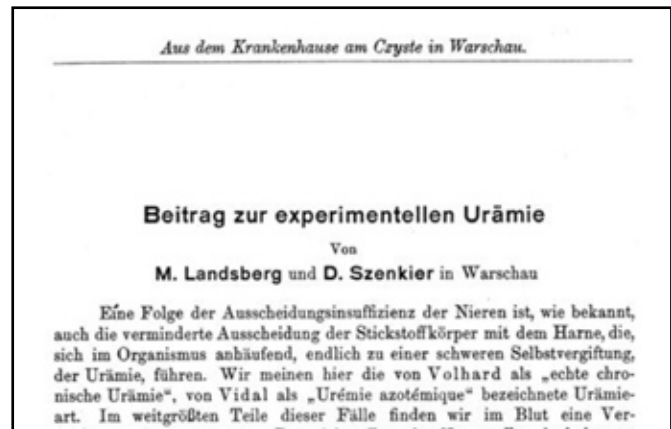 Aus dem Krankenhause am Czyste in Warschau.
Beitrag zur experimentellen Urämie
Von
M. Landsberg und D. Szenkier in Warschau
Eine Folge der Ausscheidungsinsuffizienz der Nieren ist, wie bekannt,
auch die verminderte Ausscheidung der Stickstoffkörper mit dem Harne, die,
sich im Organismus anhäufend, endlich zu einer schweren Selbstvergiftung,
der Urämie, führen. Wir meinen hier die von Volhard als „echte chro-
nische Urämie“, von Vidal als „Urémie azotémique“ bezeichnete Urämie-
art. Im weitgrößten Teile dieser Fälle finden wir im Blut eine Ver-